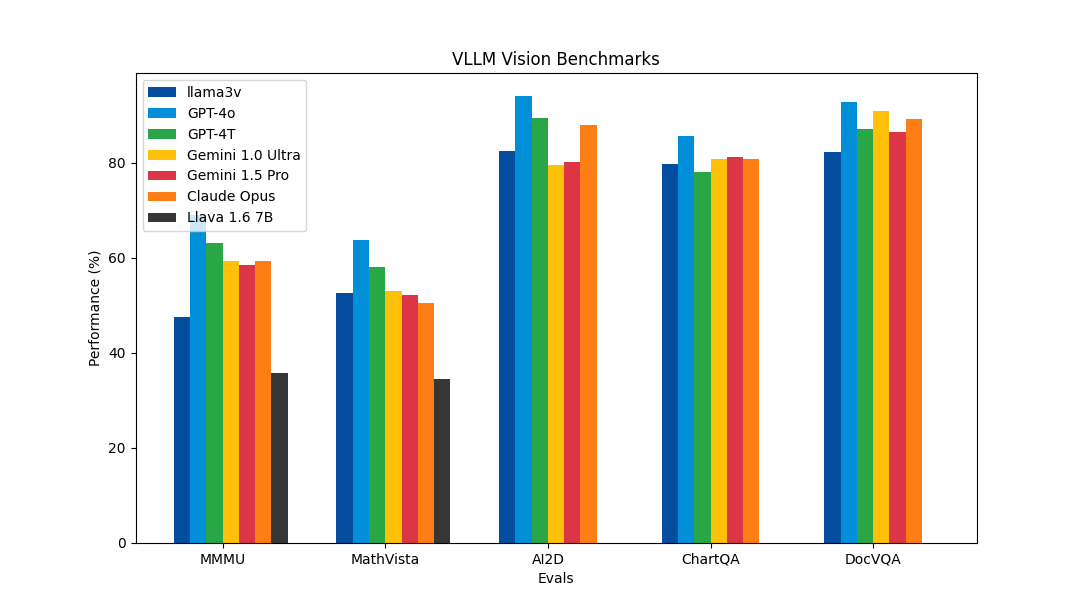 VLLM Vision Benchmarks
llama3v
GPT-4o
GPT-4T
Gemini 1.0 Ultra
Gemini 1.5 Pro
Claude Opus
Llava 1.6 7B
Performance (%)
80
60
40
20
0
MMMU MathVista AI2D ChartQA DocVQA
Evals